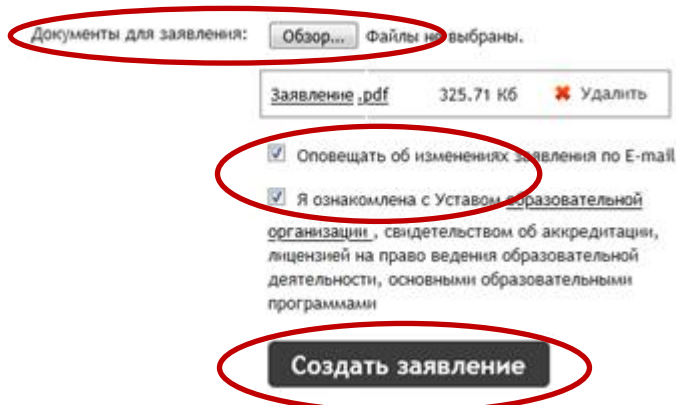 Документы для заявления: Обзор... Файлы не выбраны.
Заявление .pdf 325.71 Кб Удалить
Оповещать об изменениях заявления по E-mail
Я ознакомлена с Уставом образовательной
организации , свидетельством об аккредитации,
лицензией на право ведения образовательной
деятельности, основными образовательными
программами
Создать заявление